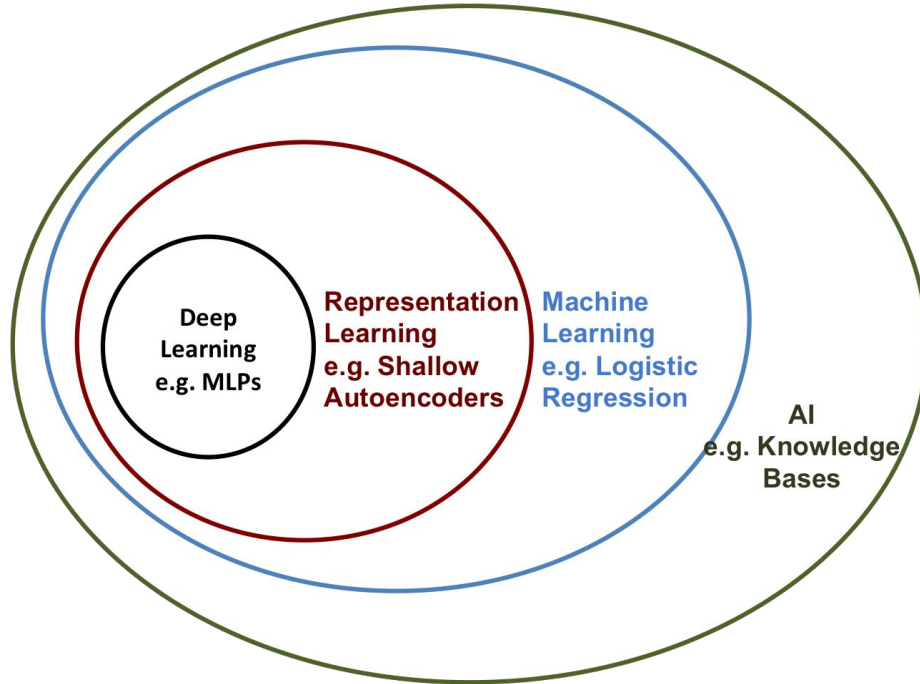 Deep
Learning
e.g. MLPs
Representation
Learning
e.g. Shallow
Autoencoders
Machine
Learning
e.g. Logistic
Regression
AI
e.g. Knowledge
Bases